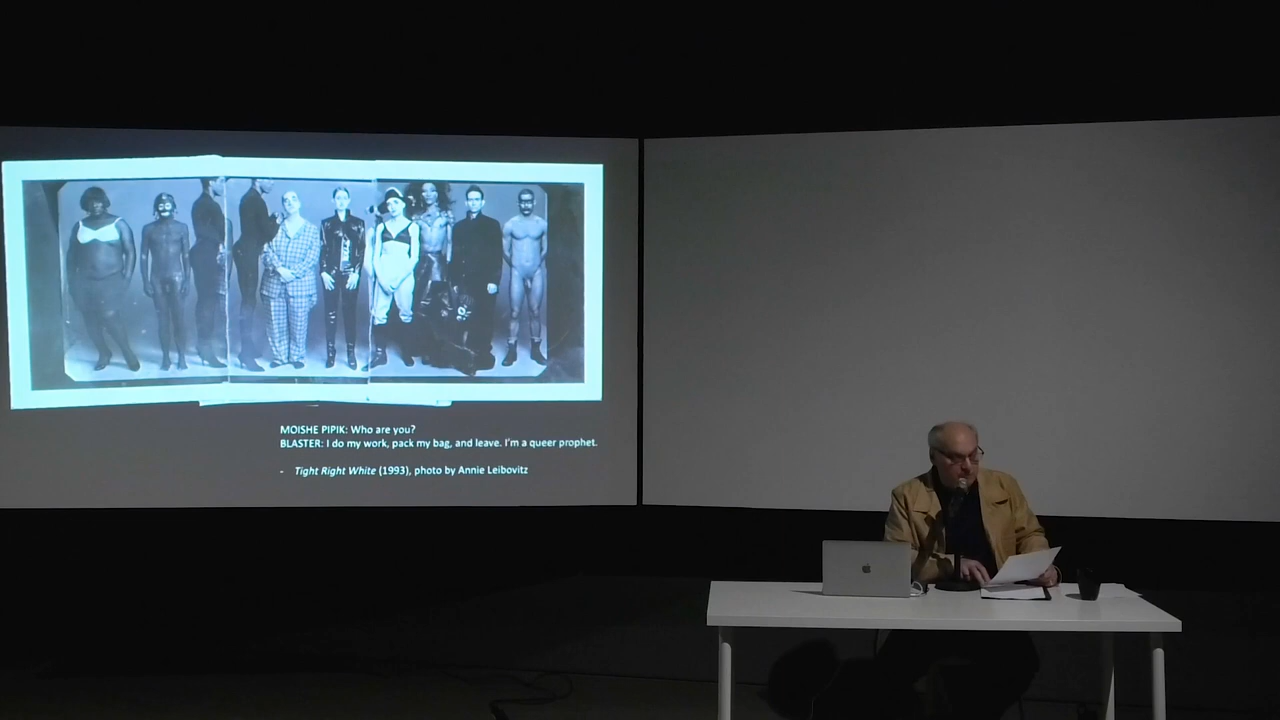 MOISHE PIPIK: Who are you?
BLASTER: I do my work, pack my bag, and leave. I'm a queer prophet.
- Tight Right White (1993), photo by Annie Leibovitz